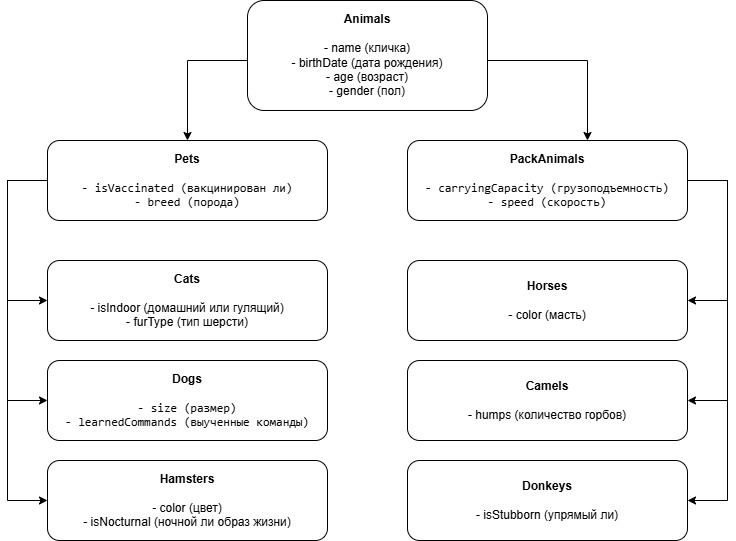 Animals
- name (кличка)
- birthDate (дата рождения)
- age (возраст)
- gender (пол)
Pets
- isVaccinated (вакцинирован ли)
- breed (порода)
PackAnimals
- carryingCapacity (грузоподъемность)
- speed (скорость)
Cats
- isIndoor (домашний или гулящий)
- furType (тип шерсти)
Horses
- color (масть)
Dogs
- size (размер)
- learnedCommands (выученные команды)
Camels
- humps (количество горбов)
Hamsters
- color (цвет)
- isNocturnal (ночной ли образ жизни)
Donkeys
- isStubborn (упрямый ли)